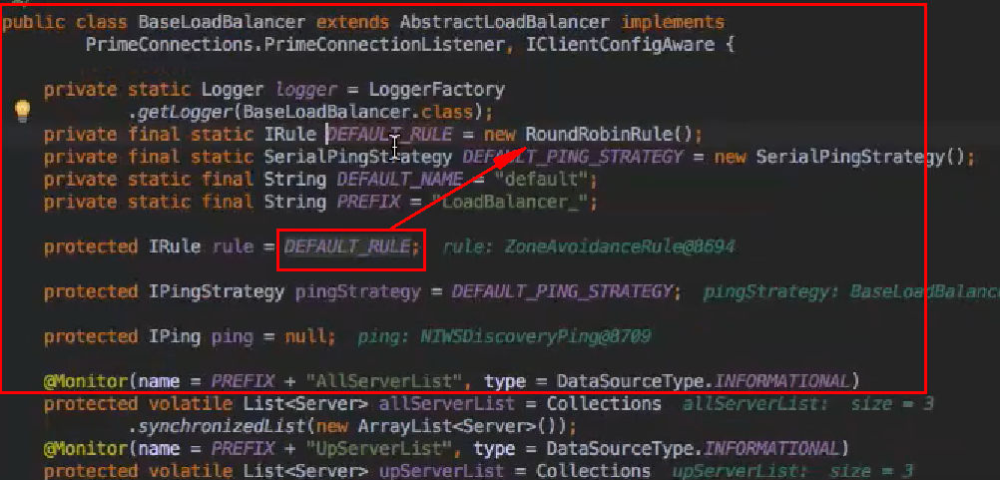 public class BaseLoadBalancer extends AbstractLoadBalancer implements
PrimeConnections.PrimeConnectionListener, IClientConfigAware {
private static Logger logger = LoggerFactory
.getLogger(BaseLoadBalancer.class);
private final static IRule DEFAULT_RULE = new RoundRobinRule();
private final static SerialPingStrategy DEFAULT_PING_STRATEGY = new SerialPingStrategy();
private static final String DEFAULT_NAME = "default";
private static final String PREFIX = "LoadBalancer_";
protected IRule rule = DEFAULT_RULE; rule: ZoneAvoidanceRule@8694
protected IPingStrategy pingStrategy = DEFAULT_PING_STRATEGY; pingStrategy: BaseLoadBalanc
protected IPing ping = null; ping: NIWSDiscoveryPing@8709
@Monitor(name = PREFIX + "AllServerList", type = DataSourceType.INFORMATIONAL)
protected volatile List<Server> allServerList = Collections allServerList: size = 3
.synchronizedList(new ArrayList<Server>());
@Monitor(name = PREFIX + "UpServerList", type = DataSourceType.INFORMATIONAL)
protected volatile List<Server> upServerList = Collections upServerList: size = 3